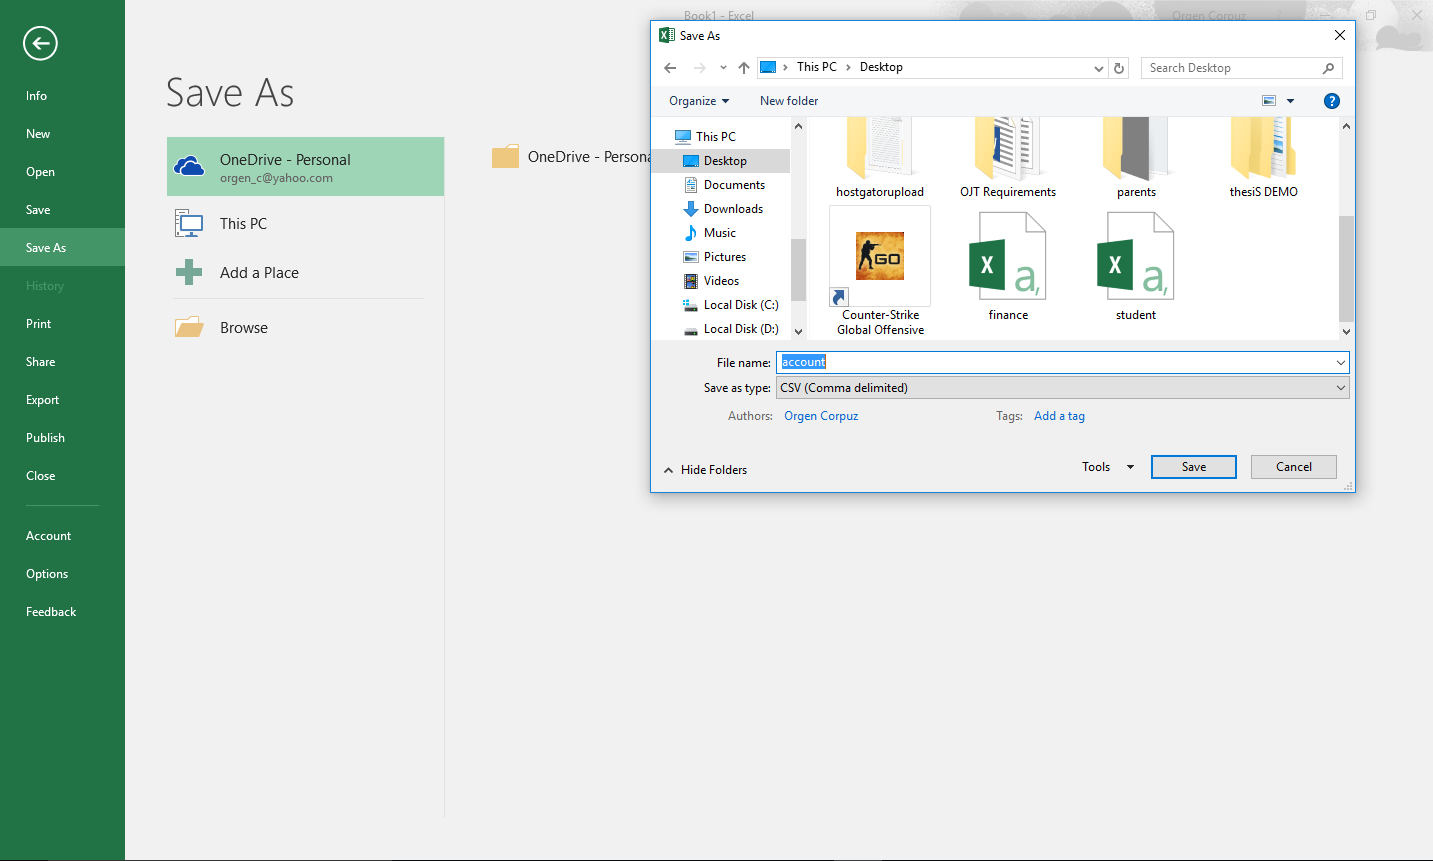 Book1 - Excel
Orgen Corpuz
Info
New
Open
Save
Save As
History
Print
Share
Export
Publish
Close
Account
Options
Feedback
Save As
OneDrive - Personal
orgen_c@yahoo.com
This PC
Add a Place
Browse
OneDrive - Persona
Save As
This PC
Desktop
Search Desktop
Organize
New folder
?
This PC
Desktop
Documents
Downloads
Music
Pictures
Videos
Local Disk (C:)
Local Disk (D:)
hostgatorupload
OJT Requirements
parents
thesiS DEMO
GO
Counter-Strike
Global Offensive
X a,
finance
X a,
student
File name: account
Save as type: CSV (Comma delimited)
Authors: Orgen Corpuz
Tags: Add a tag
Hide Folders
Tools
Save
Cancel